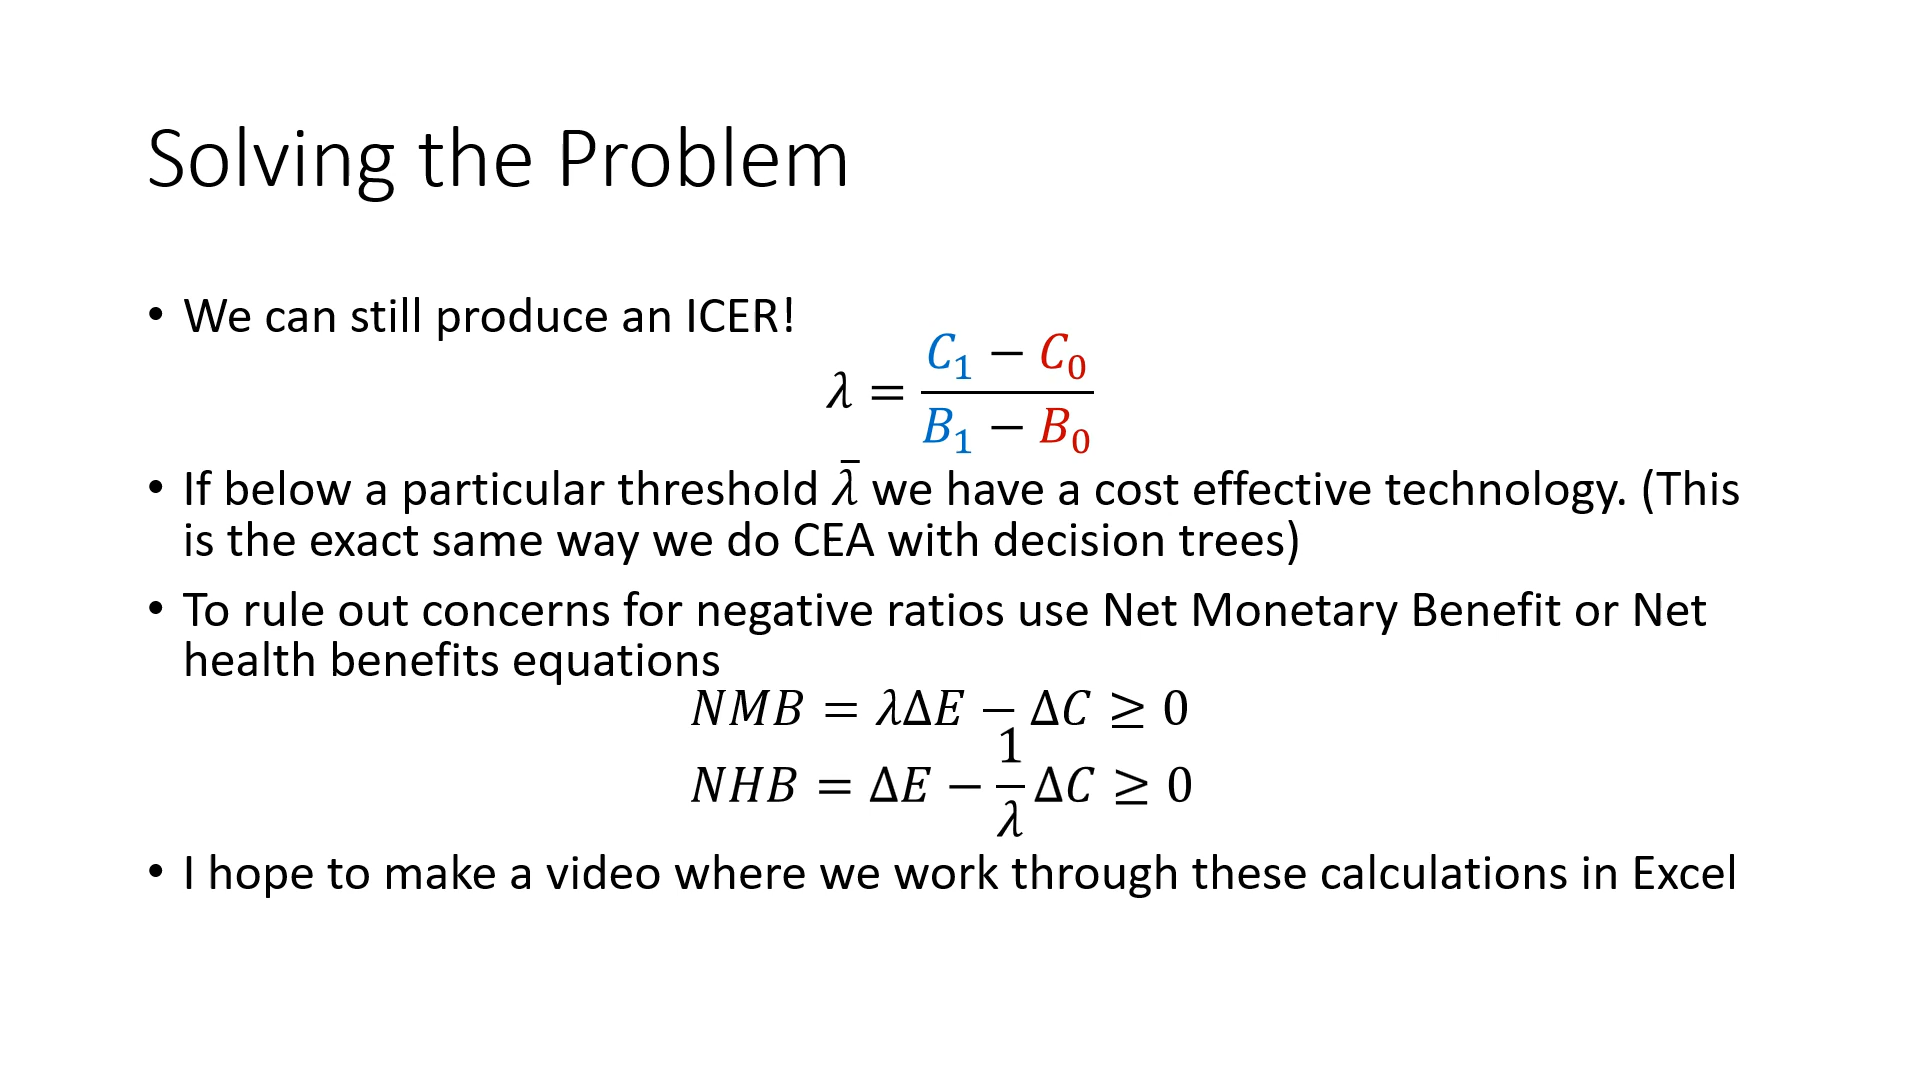 Solving the Problem
• We can still produce an ICER!
λ = (C₁ − C₀) / (B₁ − B₀)
• If below a particular threshold λ̄ we have a cost effective technology. (This
is the exact same way we do CEA with decision trees)
• To rule out concerns for negative ratios use Net Monetary Benefit or Net
health benefits equations
NMB = λΔE − ΔC ≥ 0
NHB = ΔE − (1/λ)ΔC ≥ 0
• I hope to make a video where we work through these calculations in Excel